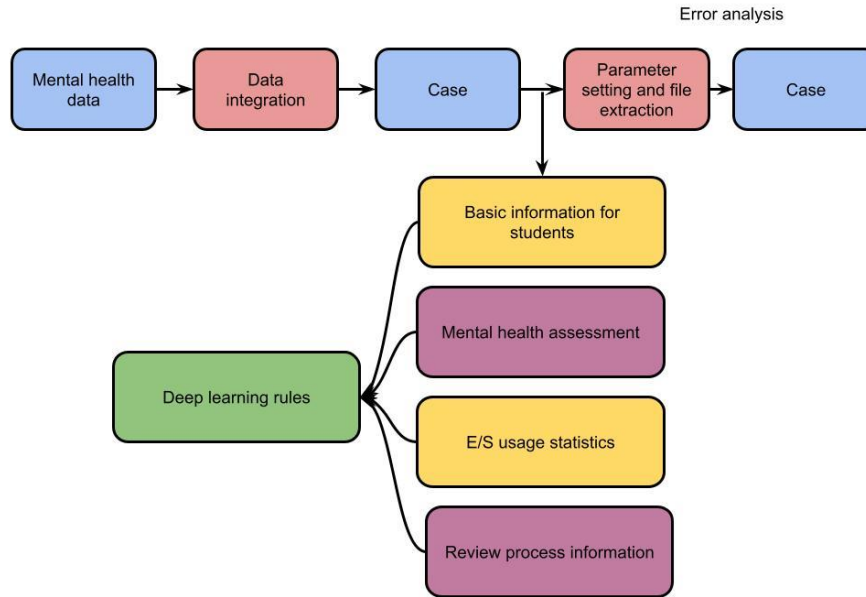 Error analysis
Mental health
data
Data
integration
Case
Parameter
setting and file
extraction
Case
Basic information for
students
Mental health assessment
Deep learning rules
E/S usage statistics
Review process information